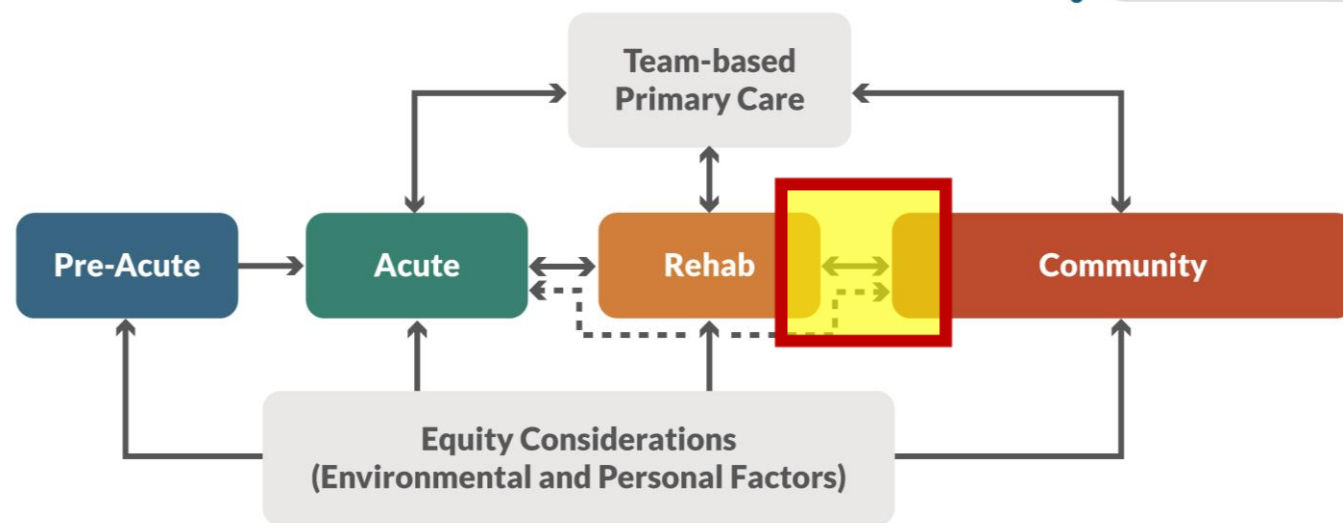 Team-based
Primary Care
Pre-Acute
Acute
Rehab
Community
Equity Considerations
(Environmental and Personal Factors)